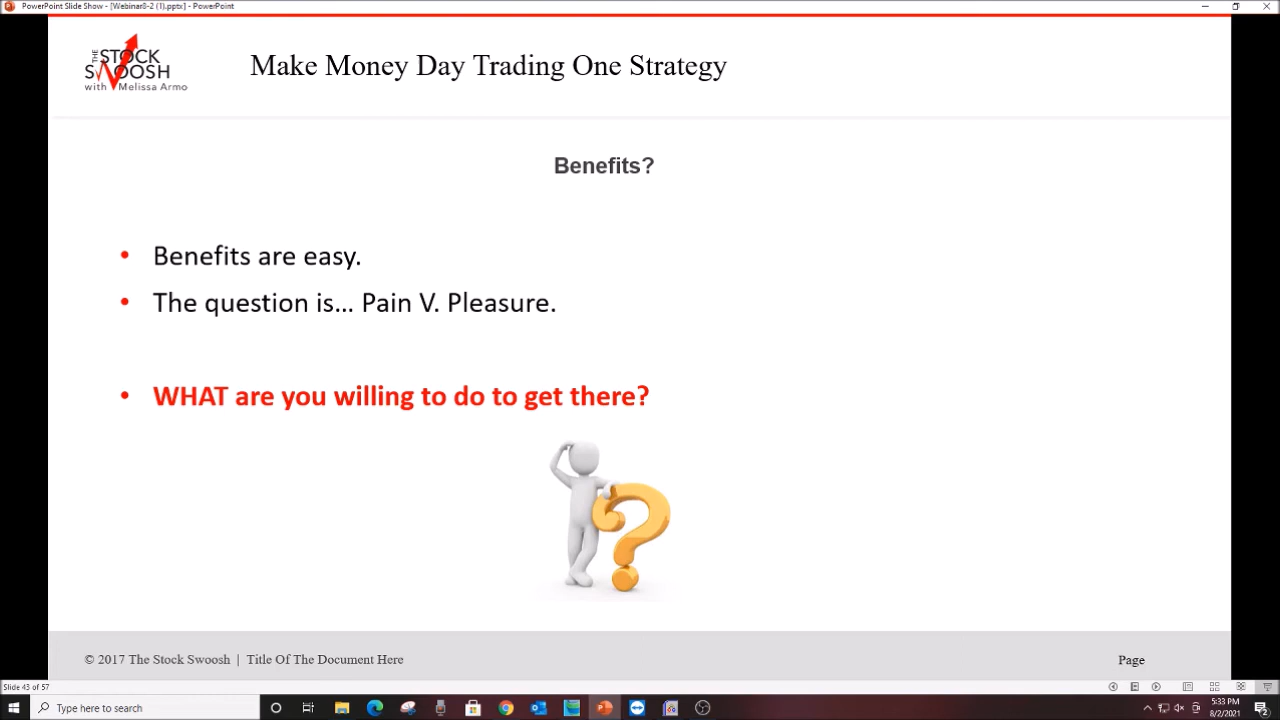 PowerPoint Slide Show - [Webinar8-2 (1).pptx] - PowerPoint
THE STOCK
SWOOSH
with Melissa Armo
Make Money Day Trading One Strategy
Benefits?
• Benefits are easy.
• The question is... Pain V. Pleasure.
• WHAT are you willing to do to get there?
© 2017 The Stock Swoosh | Title Of The Document Here
Page
Slide 43 of 57
Type here to search
5:33 PM
8/2/2021
2